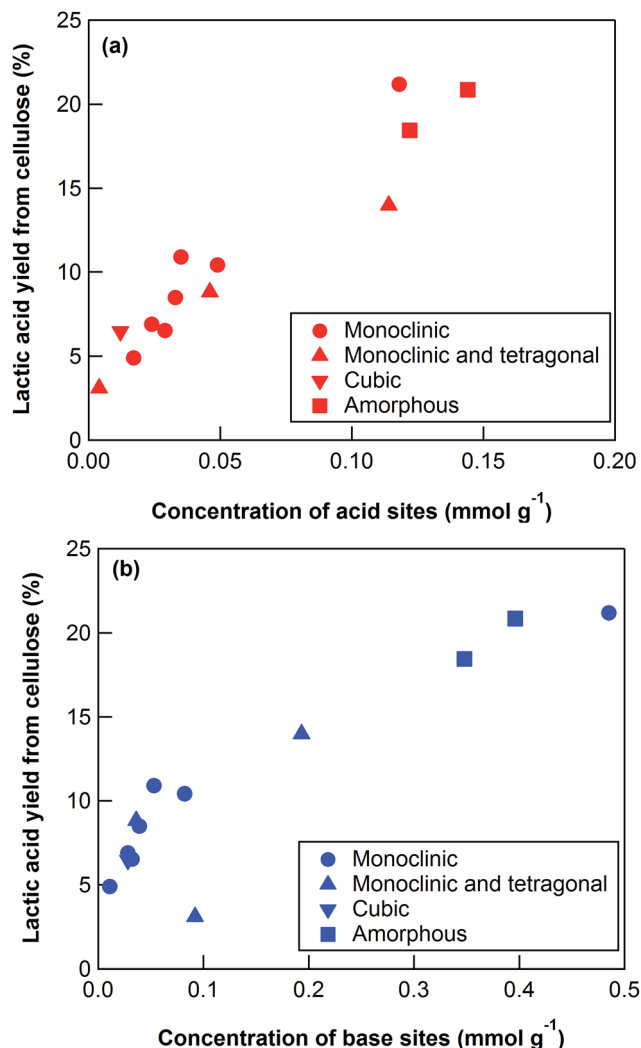 (a)
Lactic acid yield from cellulose (%)
25
20
15
10
5
0
0.00 0.05 0.10 0.15 0.20
Monoclinic
Monoclinic and tetragonal
Cubic
Amorphous
Concentration of acid sites (mmol g⁻¹)
(b)
Lactic acid yield from cellulose (%)
25
20
15
10
5
0
0.0 0.1 0.2 0.3 0.4 0.5
Monoclinic
Monoclinic and tetragonal
Cubic
Amorphous
Concentration of base sites (mmol g⁻¹)